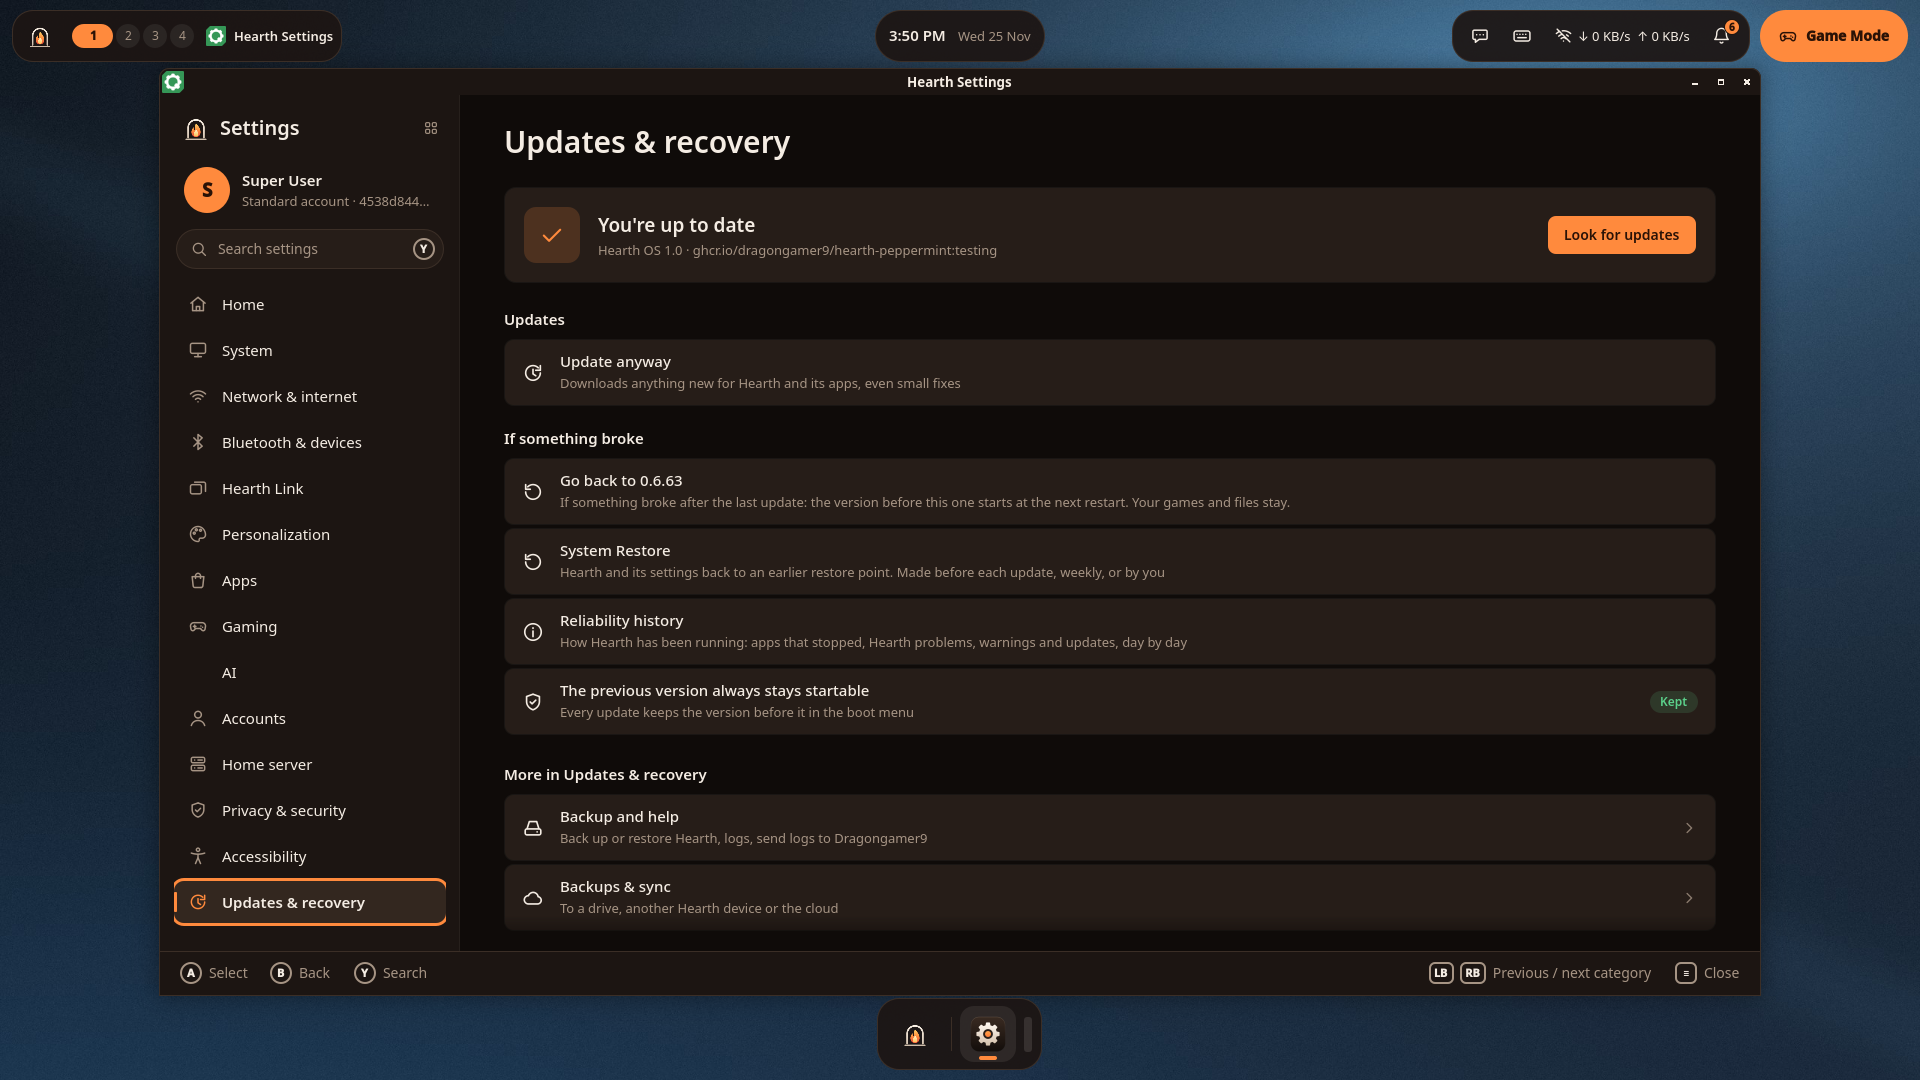 1 2 3 4 Hearth Settings
3:50 PM Wed 25 Nov
↓ 0 KB/s ↑ 0 KB/s 6 Game Mode
Hearth Settings
Settings
S
Super User
Standard account · 4538d844...
Search settings Y
Home
System
Network & internet
Bluetooth & devices
Hearth Link
Personalization
Apps
Gaming
AI
Accounts
Home server
Privacy & security
Accessibility
Updates & recovery
Updates & recovery
You're up to date
Hearth OS 1.0 · ghcr.io/dragongamer9/hearth-peppermint:testing
Look for updates
Updates
Update anyway
Downloads anything new for Hearth and its apps, even small fixes
If something broke
Go back to 0.6.63
If something broke after the last update: the version before this one starts at the next restart. Your games and files stay.
System Restore
Hearth and its settings back to an earlier restore point. Made before each update, weekly, or by you
Reliability history
How Hearth has been running: apps that stopped, Hearth problems, warnings and updates, day by day
The previous version always stays startable
Every update keeps the version before it in the boot menu
Kept
More in Updates & recovery
Backup and help
Back up or restore Hearth, logs, send logs to Dragongamer9
Backups & sync
To a drive, another Hearth device or the cloud
A Select B Back Y Search
LB RB Previous / next category ≡ Close